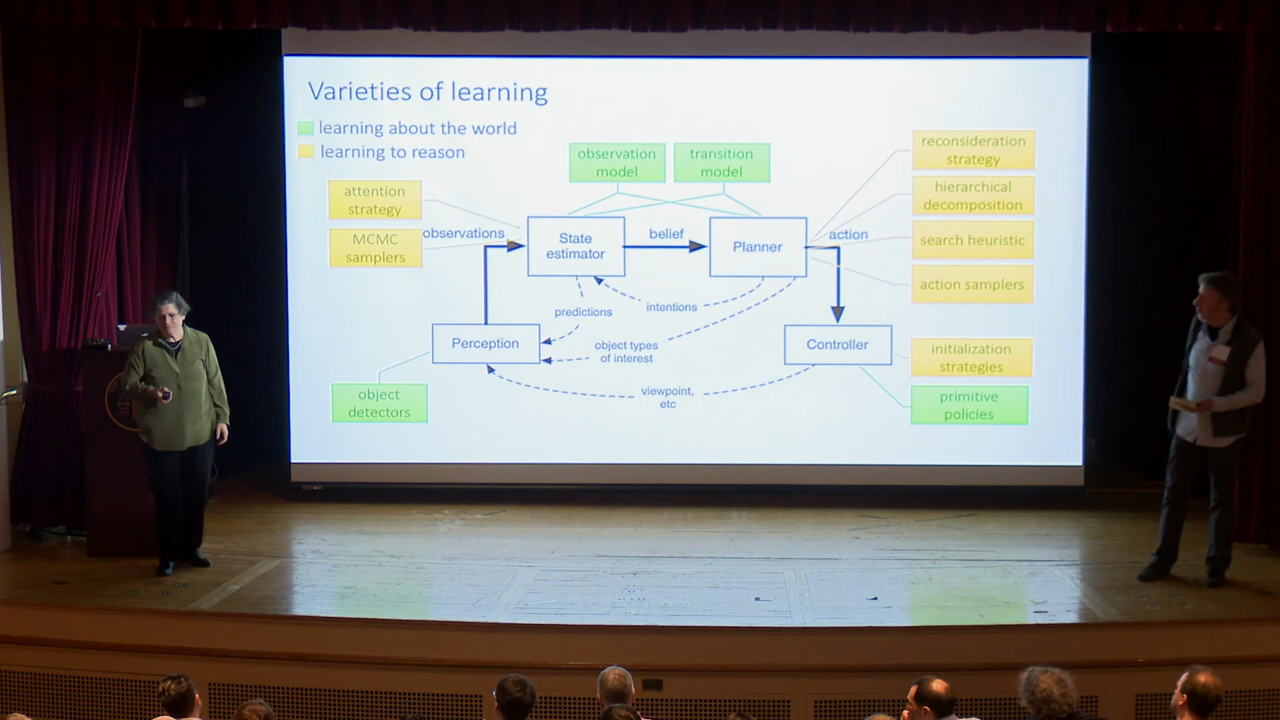 Varieties of learning
learning about the world
learning to reason
observation
model
transition
model
reconsideration
strategy
attention
strategy
hierarchical
decomposition
MCMC
samplers
observations
State
estimator
belief
Planner
action
search heuristic
action samplers
predictions
intentions
Perception
object types
of interest
Controller
initialization
strategies
object
detectors
viewpoint,
etc
primitive
policies